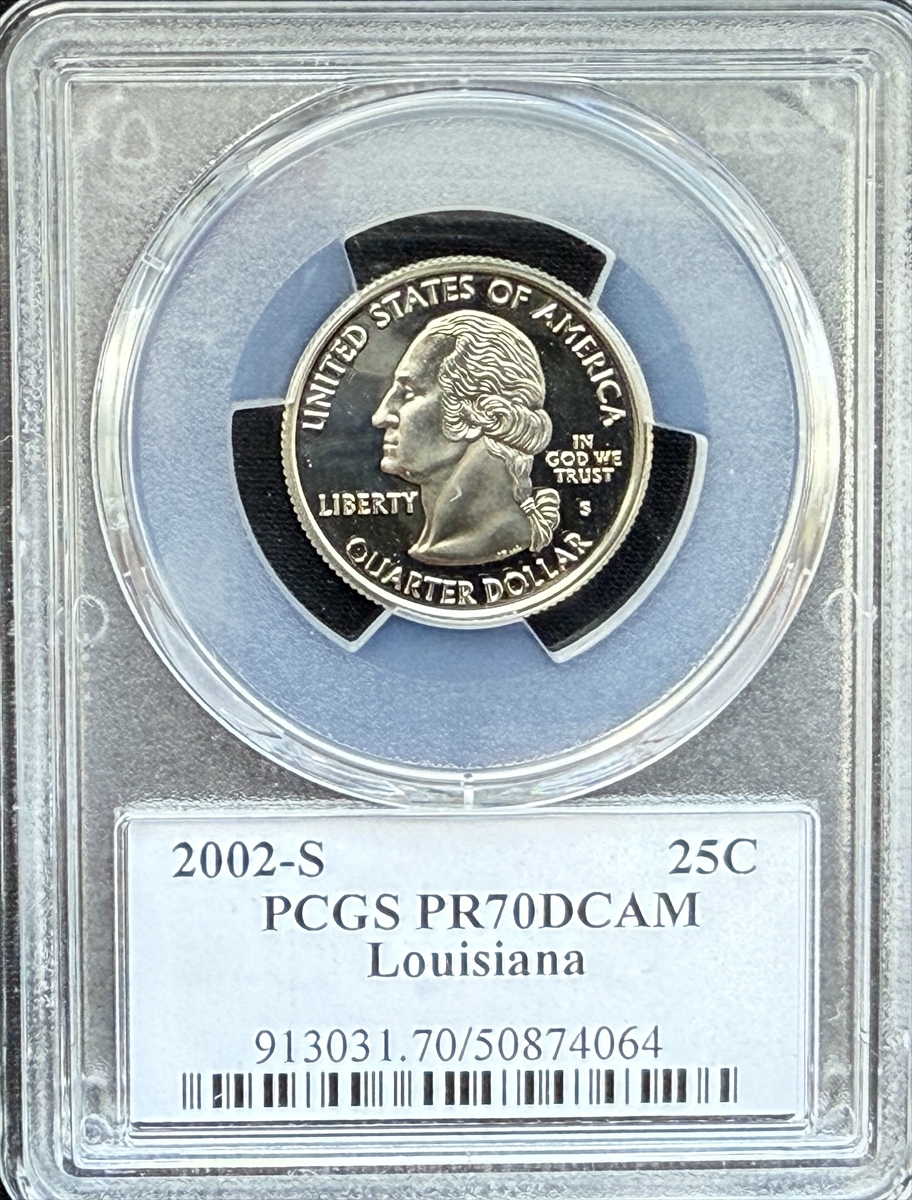 UNITED STATES OF AMERICA
IN
GOD WE
TRUST
LIBERTY
S
QUARTER DOLLAR
2002-S 25C
PCGS PR70DCAM
Louisiana
913031.70/50874064